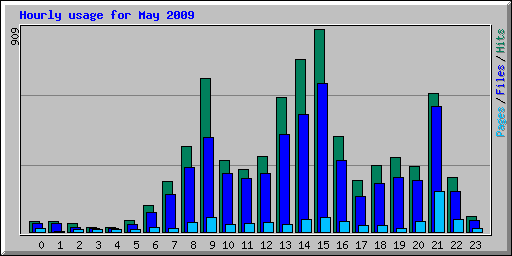 Hourly usage for May 2009
909
Pages / Files / Hits
0 1 2 3 4 5 6 7 8 9 10 11 12 13 14 15 16 17 18 19 20 21 22 23